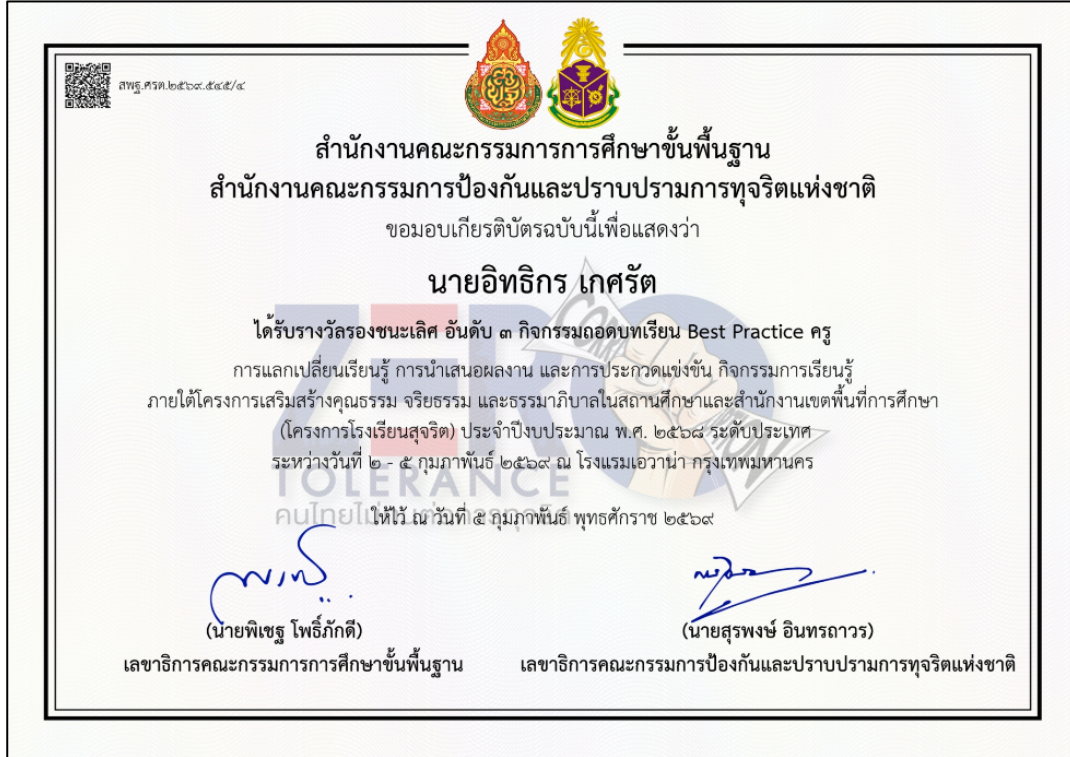 สพฐ.ศรต.๒๕๖๙.๕๔๕/๔
สำนักงานคณะกรรมการการศึกษาขั้นพื้นฐาน
สำนักงานคณะกรรมการป้องกันและปราบปรามการทุจริตแห่งชาติ
ขอมอบเกียรติบัตรฉบับนี้เพื่อแสดงว่า
นายอิทธิกร เกศรัต
ได้รับรางวัลรองชนะเลิศ อันดับ ๓ กิจกรรมถอดบทเรียน Best Practice ครู
การแลกเปลี่ยนเรียนรู้ การนำเสนอผลงาน และการประกวดแข่งขัน กิจกรรมการเรียนรู้
ภายใต้โครงการเสริมสร้างคุณธรรม จริยธรรม และธรรมาภิบาลในสถานศึกษาและสำนักงานเขตพื้นที่การศึกษา
(โครงการโรงเรียนสุจริต) ประจำปีงบประมาณ พ.ศ. ๒๕๖๘ ระดับประเทศ
ระหว่างวันที่ ๒ - ๕ กุมภาพันธ์ ๒๕๖๙ ณ โรงแรมเอวาน่า กรุงเทพมหานคร
ให้ไว้ ณ วันที่ ๕ กุมภาพันธ์ พุทธศักราช ๒๕๖๙
ZERO
TOLERANCE
CORRUPTION
(นายพิเชฐ โพธิ์ภักดี)
เลขาธิการคณะกรรมการการศึกษาขั้นพื้นฐาน
(นายสุรพงษ์ อินทรถาวร)
เลขาธิการคณะกรรมการป้องกันและปราบปรามการทุจริตแห่งชาติ